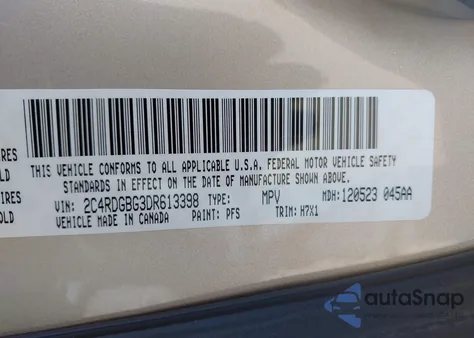 IRES
OLD
IRES
OLD
THIS VEHICLE CONFORMS TO ALL APPLICABLE U.S.A. FEDERAL MOTOR VEHICLE SAFETY
STANDARDS IN EFFECT ON THE DATE OF MANUFACTURE SHOWN ABOVE.
VIN: 2C4RDGBG3DR613398 TYPE: MPV MDH:120523 045AA
VEHICLE MADE IN CANADA PAINT: PFS TRIM: H7X1
autoSnap